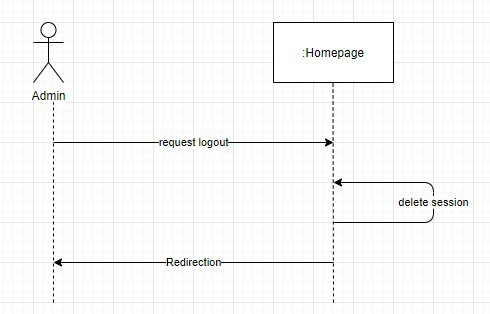 :Homepage
Admin
request logout
delete session
Redirection